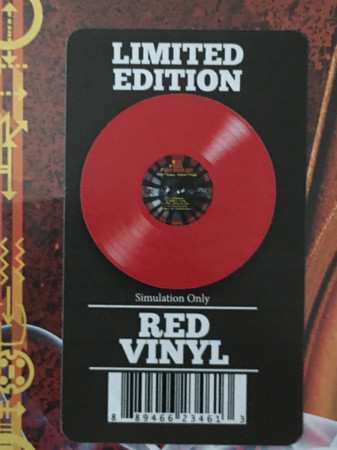 LIMITED
EDITION
Simulation Only
RED
VINYL
8 89466 23461 3